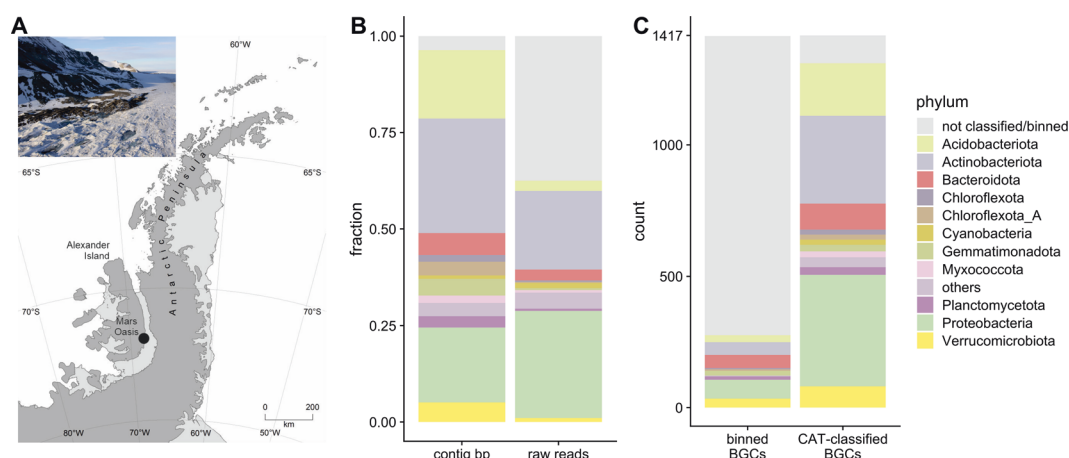 A
60°W
65°S
65°S
Antarctic Peninsula
Alexander
Island
70°S
70°S
Mars
Oasis
0 200
km
80°W 70°W 60°W 50°W
B
fraction
1.00
0.75
0.50
0.25
0.00
contig bp raw reads
C
count
1417
1000
500
0
binned
BGCs
CAT-classified
BGCs
phylum
not classified/binned
Acidobacteriota
Actinobacteriota
Bacteroidota
Chloroflexota
Chloroflexota_A
Cyanobacteria
Gemmatimonadota
Myxococcota
others
Planctomycetota
Proteobacteria
Verrucomicrobiota